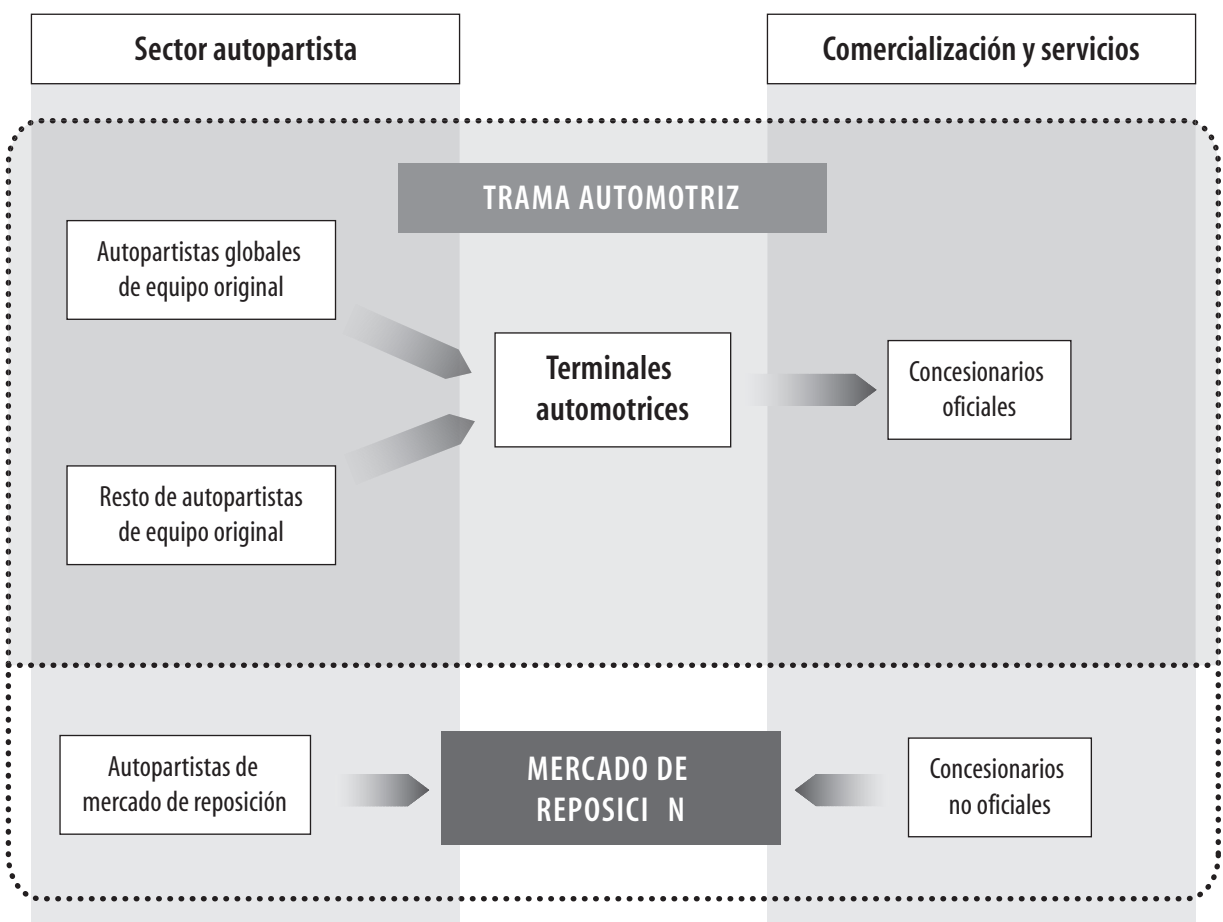 Sector autopartista
Comercialización y servicios
TRAMA AUTOMOTRIZ
Autopartistas globales
de equipo original
Terminales
automotrices
Concesionarios
oficiales
Resto de autopartistas
de equipo original
Autopartistas de
mercado de reposición
MERCADO DE
REPOSICI N
Concesionarios
no oficiales